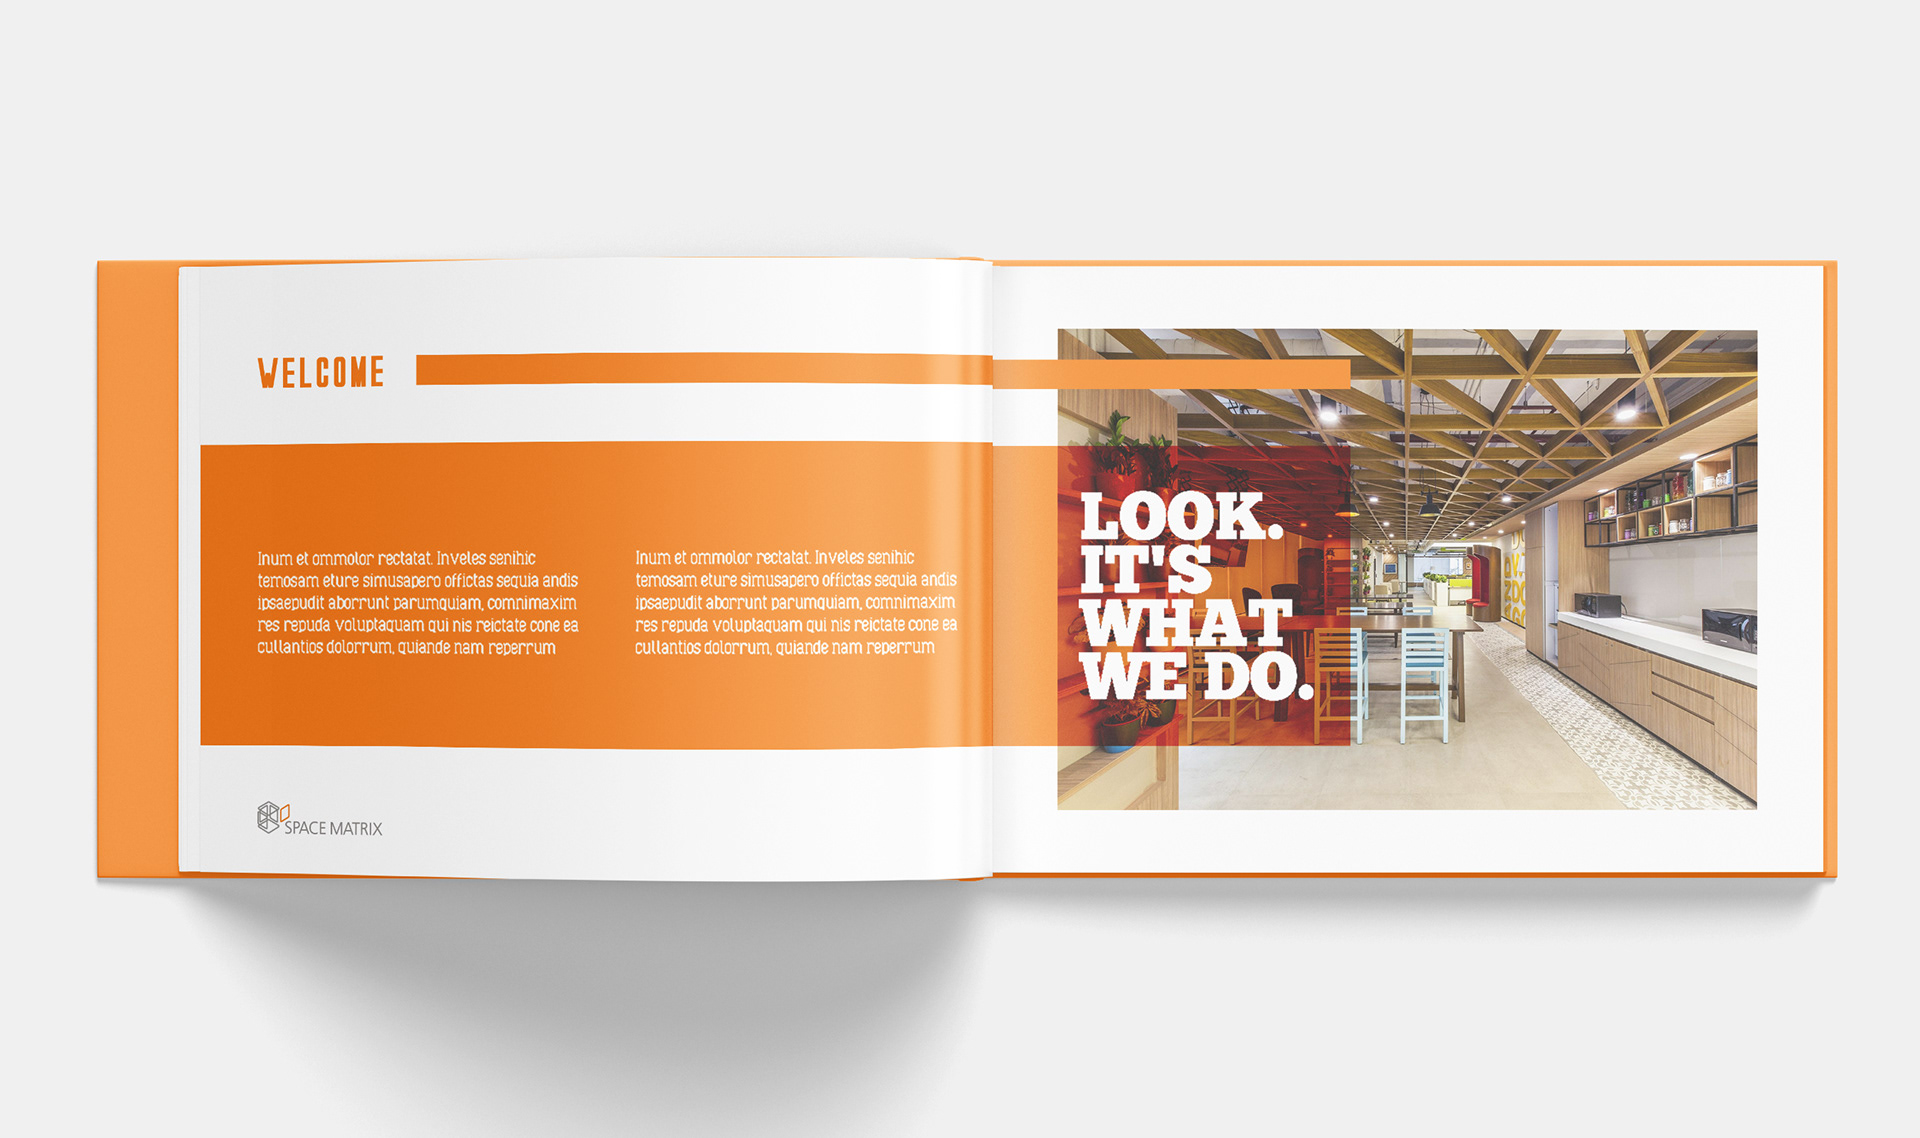 WELCOME
Inum et ommolor rectatat. Inveles senihic
temosam eture simusapero offictas sequia andis
ipsaepudit aborrunt parumquiam, comnimaxim
res repuda voluptaquam qui nis reictate cone ea
cullantios dolorrum, quiande nam reperrum
Inum et ommolor rectatat. Inveles senihic
temosam eture simusapero offictas sequia andis
ipsaepudit aborrunt parumquiam, comnimaxim
res repuda voluptaquam qui nis reictate cone ea
cullantios dolorrum, quiande nam reperrum
SPACE MATRIX
LOOK.
IT'S
WHAT
WE DO.